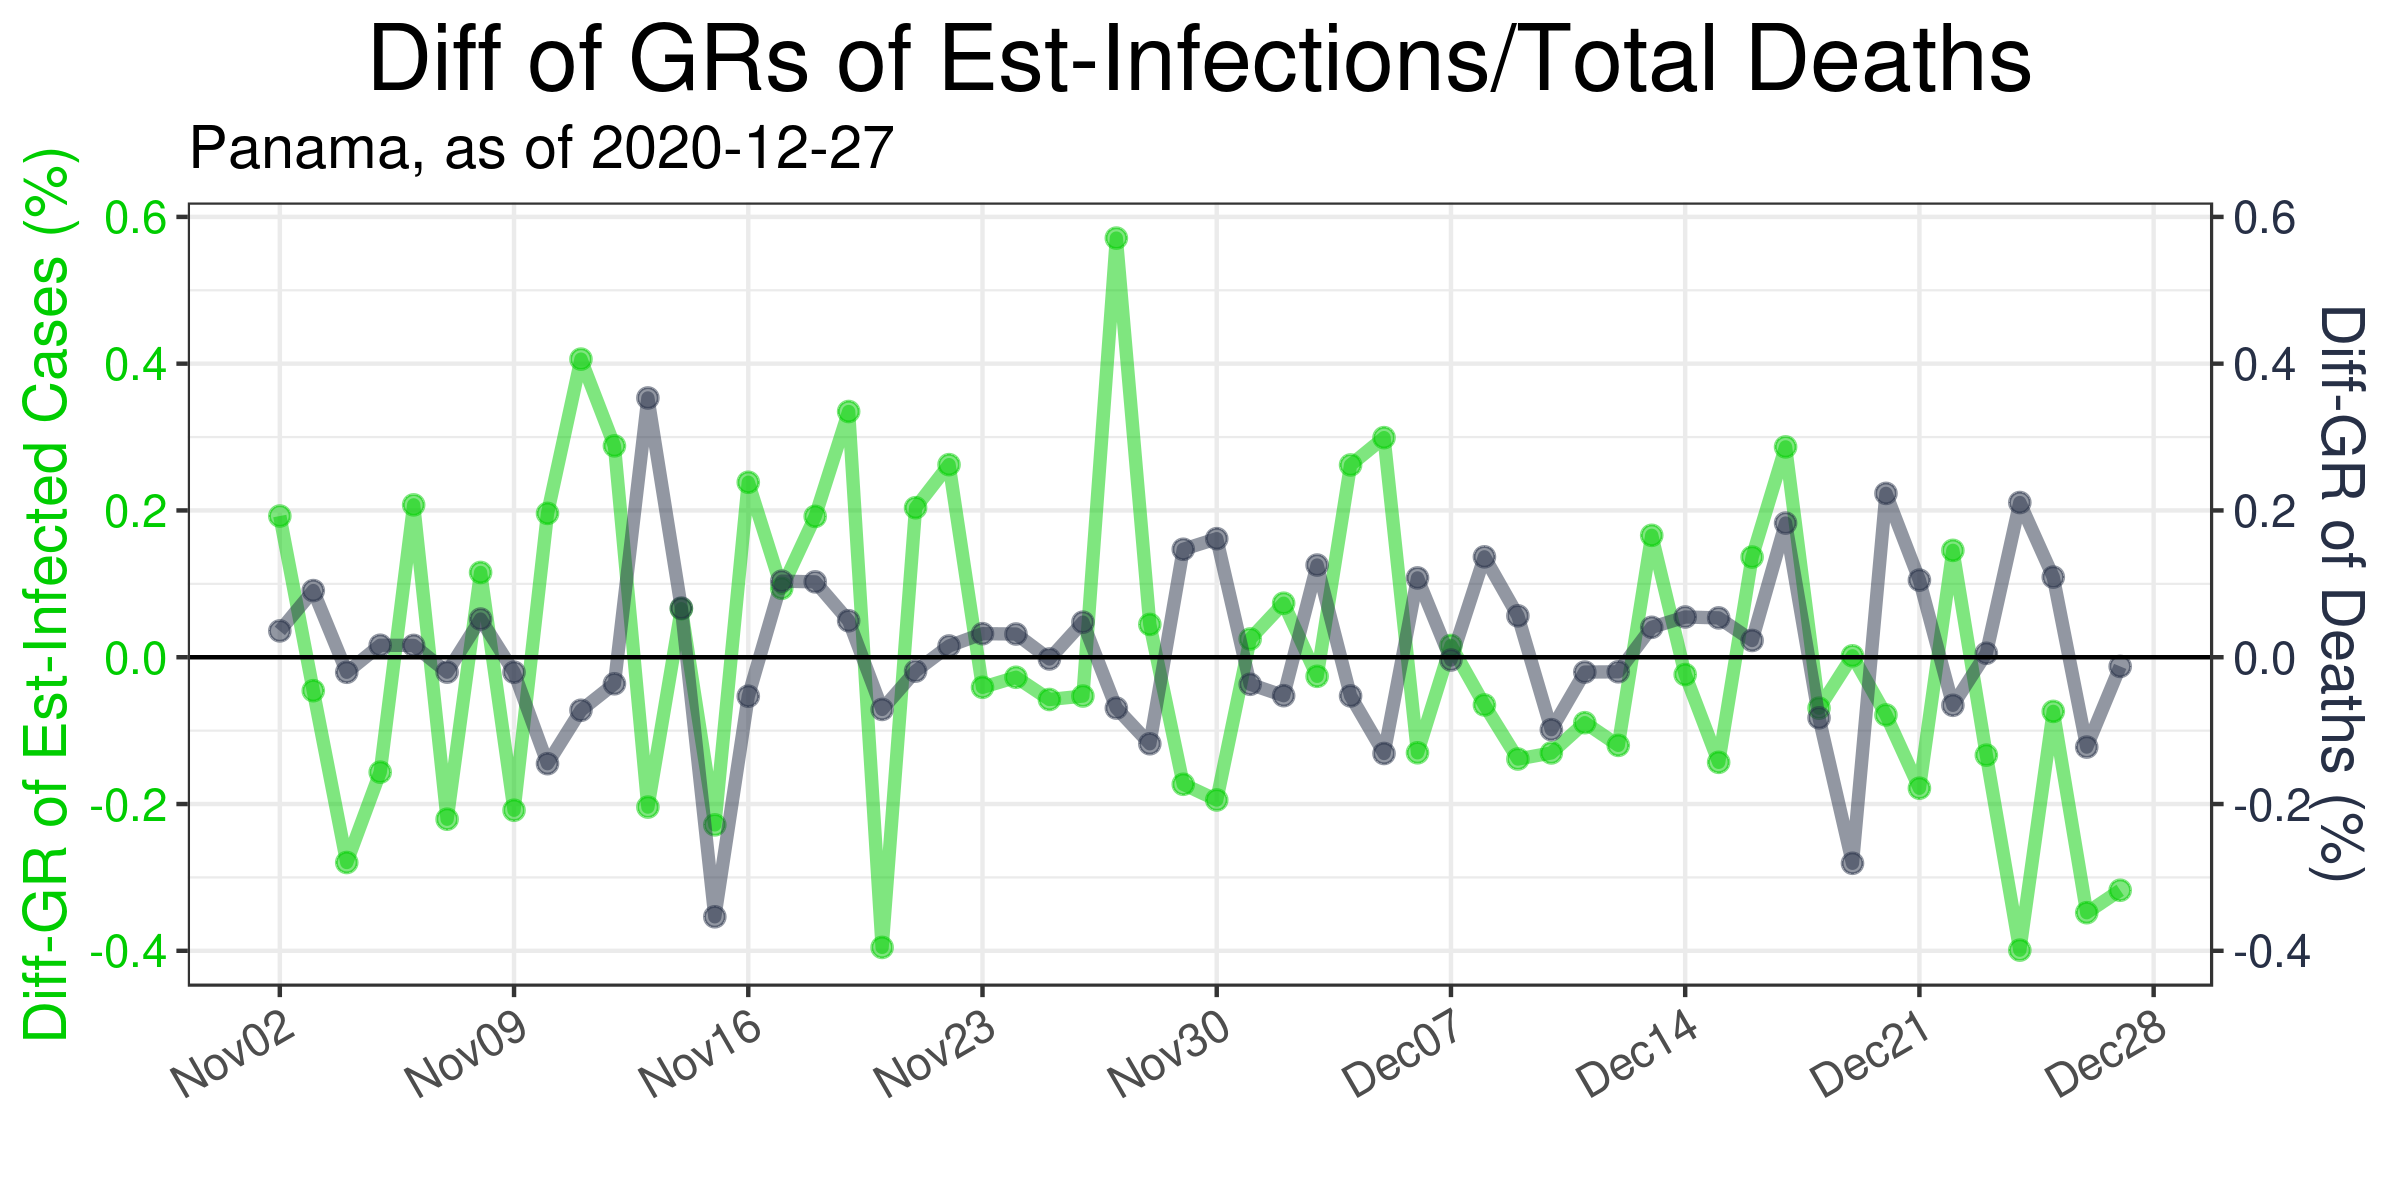 Diff of GRs of Est-Infections/Total Deaths
Panama, as of 2020-12-27
Diff-GR of Est-Infected Cases (%)
0.6
0.4
0.2
0.0
-0.2
-0.4
0.6
0.4
0.2
0.0
-0.2
-0.4
Diff-GR of Deaths (%)
Nov02
Nov09
Nov16
Nov23
Nov30
Dec07
Dec14
Dec21
Dec28